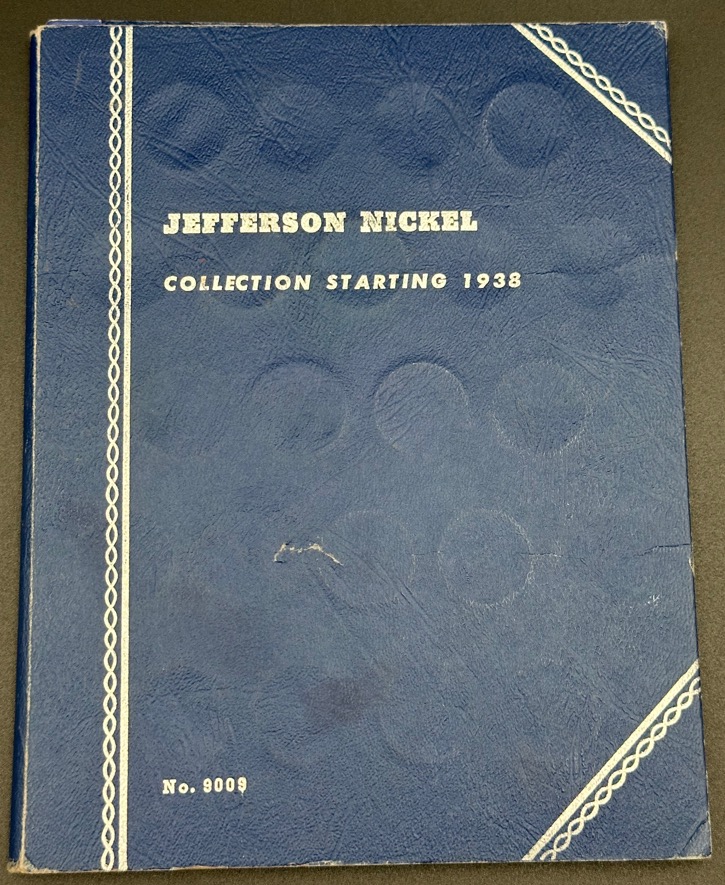 JEFFERSON NICKEL
COLLECTION STARTING 1938
No. 9009